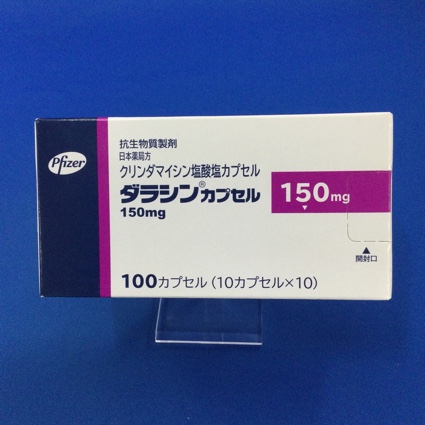 Pfizer
抗生物質製剤
日本薬局方
クリンダマイシン塩酸塩カプセル
ダラシン®カプセル
150mg
150mg
▼
▲
開封口
100カプセル（10カプセル×10）